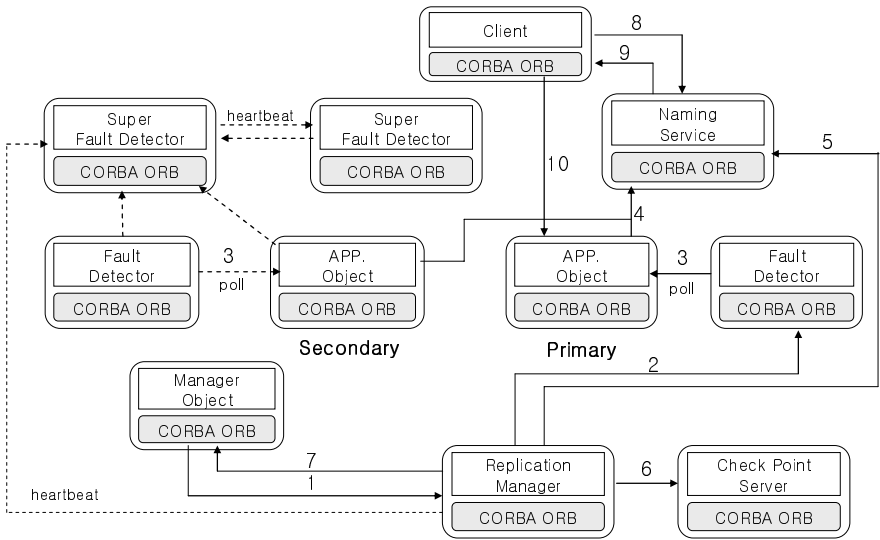 Client
CORBA ORB
8
9
Super
Fault Detector
CORBA ORB
heartbeat
Super
Fault Detector
CORBA ORB
Naming
Service
CORBA ORB
5
10
4
Fault
Detector
CORBA ORB
3
poll
APP.
Object
CORBA ORB
APP.
Object
CORBA ORB
3
poll
Fault
Detector
CORBA ORB
Secondary
Primary
2
Manager
Object
CORBA ORB
7
1
heartbeat
Replication
Manager
CORBA ORB
6
Check Point
Server
CORBA ORB